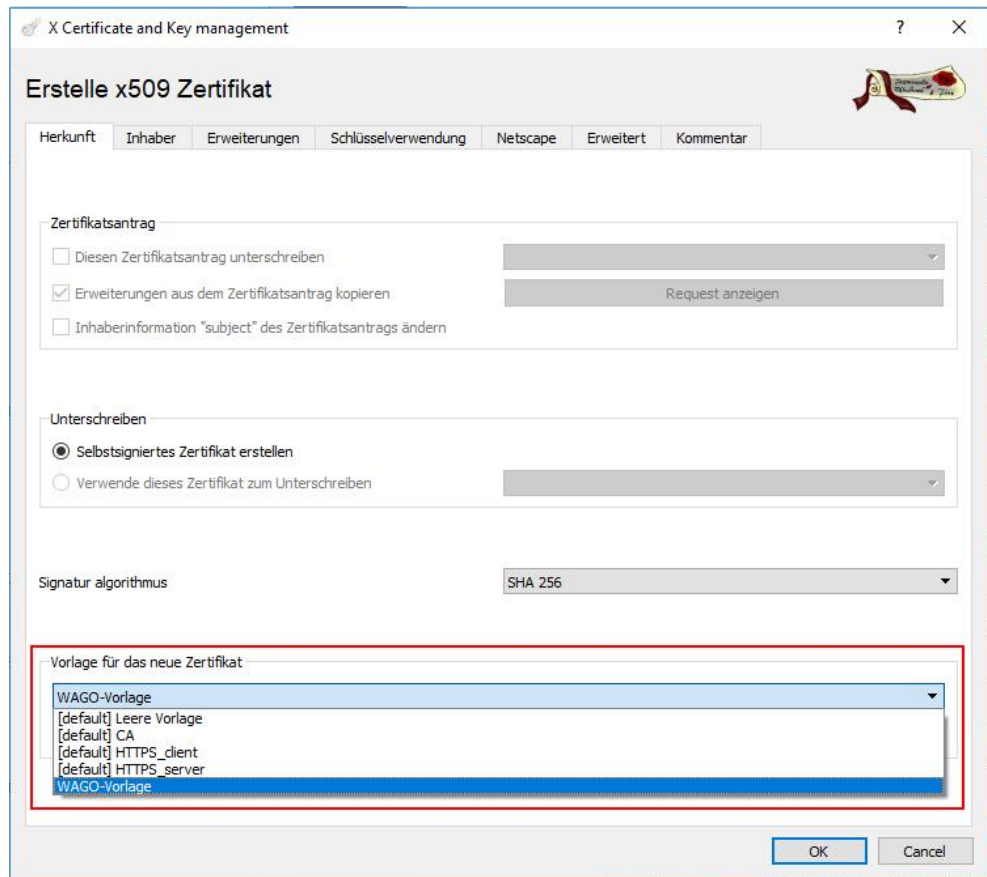 X Certificate and Key management
?
Erstelle x509 Zertifikat
Herkunft Inhaber Erweiterungen Schlüsselverwendung Netscape Erweitert Kommentar
Zertifikatsantrag
Diesen Zertifikatsantrag unterschreiben
Erweiterungen aus dem Zertifikatsantrag kopieren Request anzeigen
Inhaberinformation "subject" des Zertifikatsantrags ändern
Unterschreiben
Selbstsigniertes Zertifikat erstellen
Verwende dieses Zertifikat zum Unterschreiben
Signatur algorithmus SHA 256
Vorlage für das neue Zertifikat
WAGO-Vorlage
[default] Leere Vorlage
[default] CA
[default] HTTPS_client
[default] HTTPS_server
WAGO-Vorlage
OK Cancel